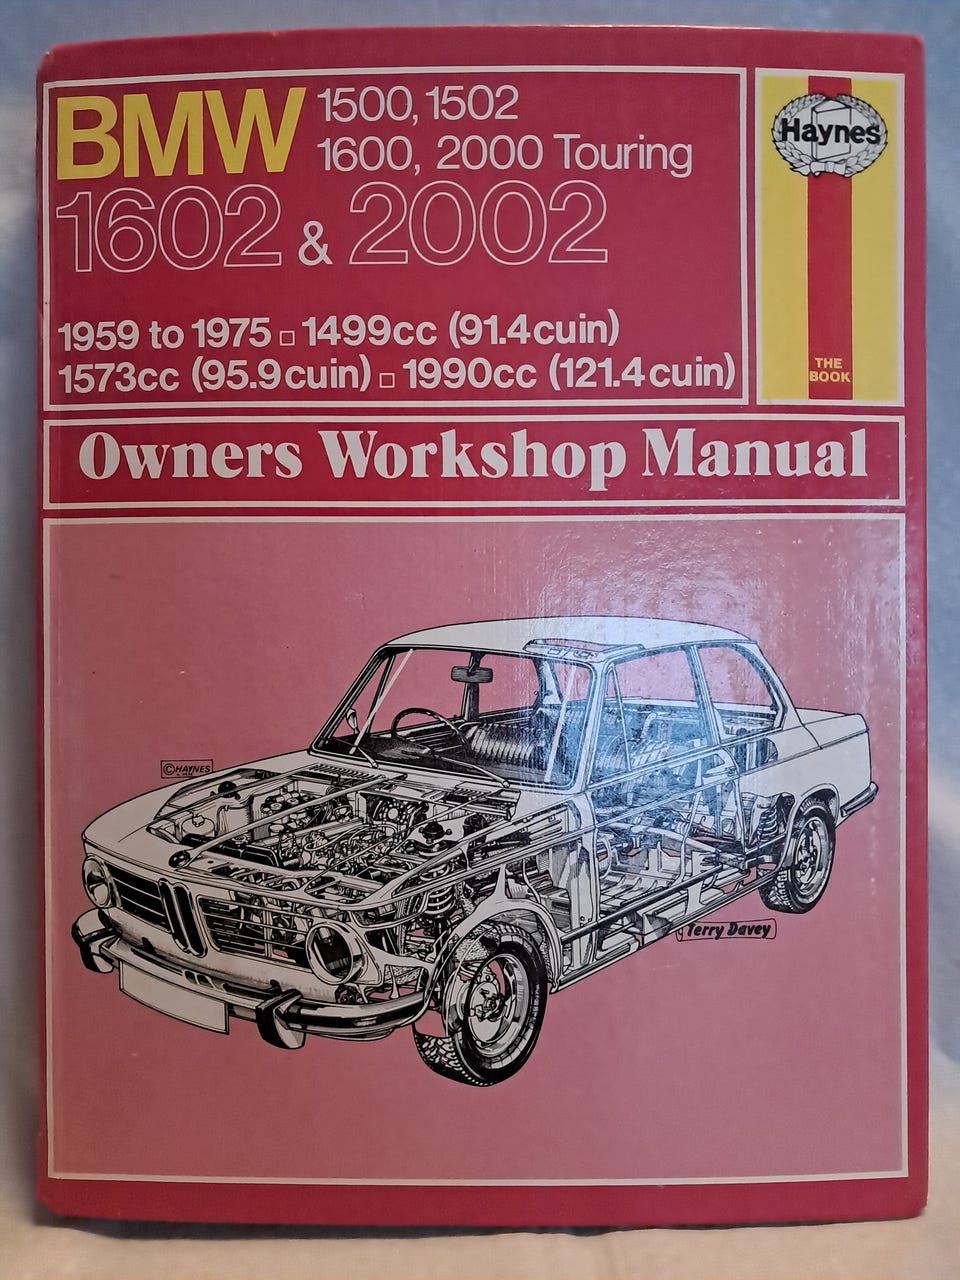 BMW 1500, 1502
1600, 2000 Touring
1602 & 2002
1959 to 1975 □ 1499cc (91.4cuin)
1573cc (95.9cuin) □ 1990cc (121.4cuin)
Haynes
THE
BOOK
Owners Workshop Manual
©HAYNES
Terry Davey